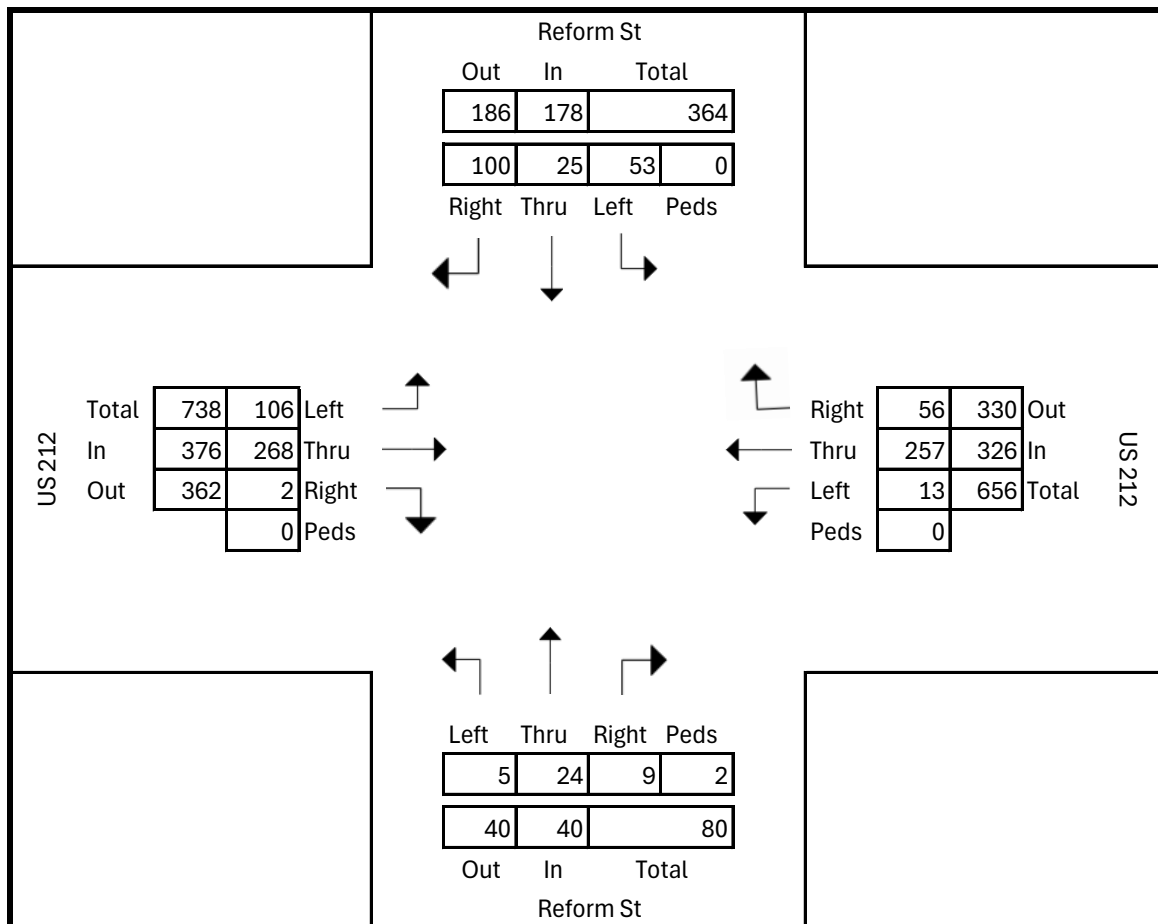 Reform St
Out In Total
186 178 364
100 25 53 0
Right Thru Left Peds
US 212
Total 738 106 Left
In 376 268 Thru
Out 362 2 Right
0 Peds
Right 56 330 Out
Thru 257 326 In
Left 13 656 Total
Peds 0
US 212
Left Thru Right Peds
5 24 9 2
40 40 80
Out In Total
Reform St